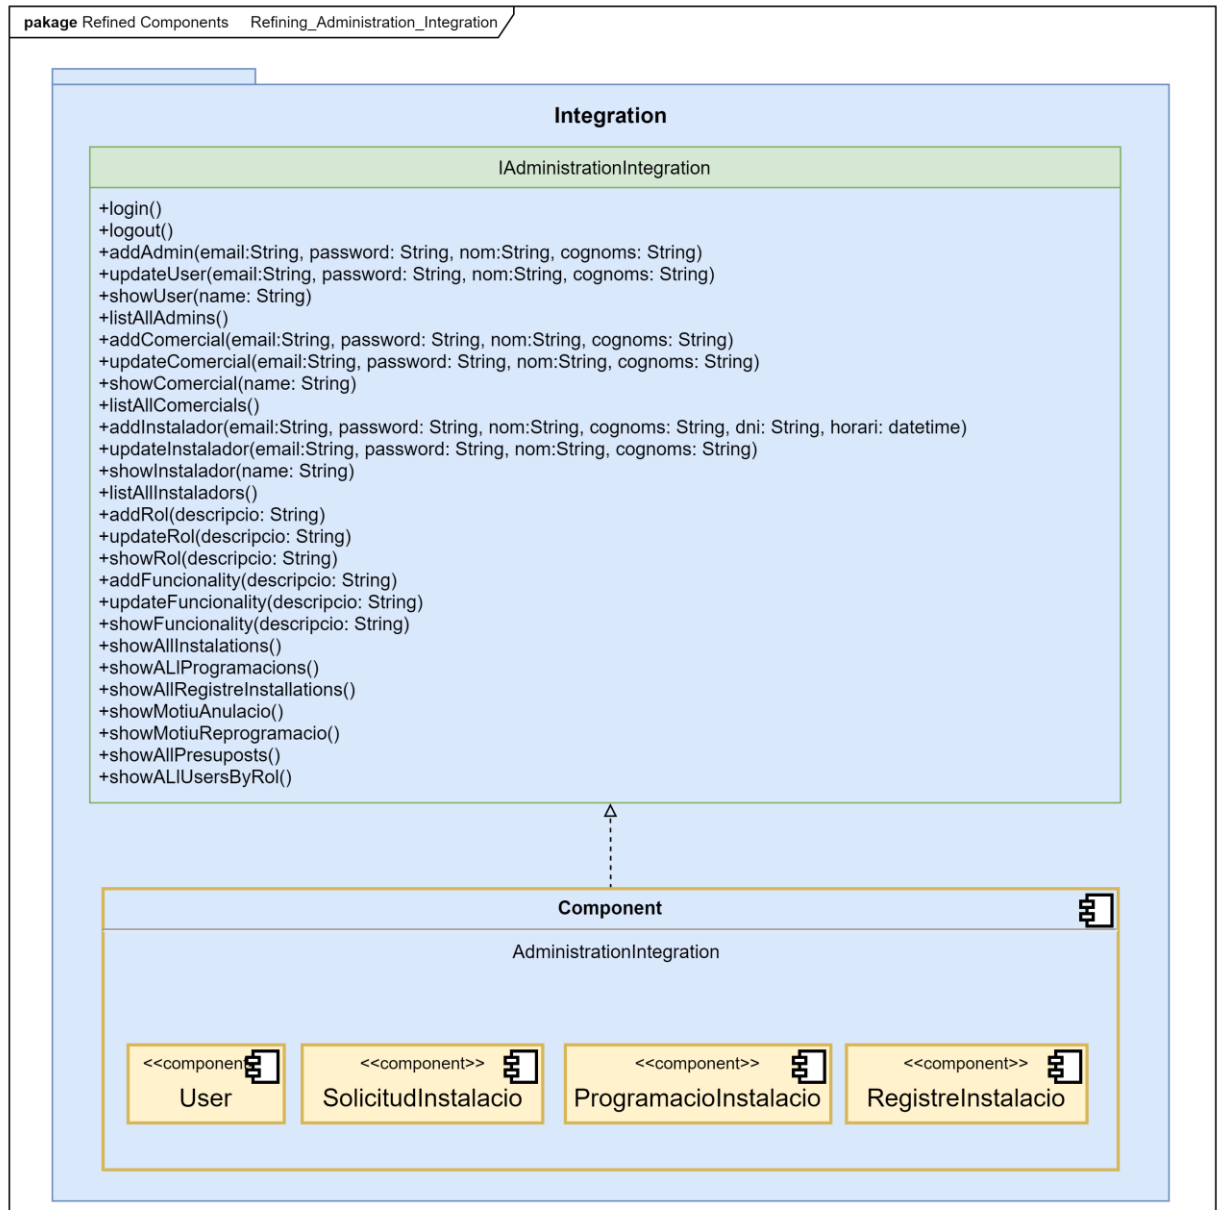 pakage Refined Components Refining_Administration_Integration
Integration
IAdministrationIntegration
+login()
+logout()
+addAdmin(email:String, password: String, nom:String, cognoms: String)
+updateUser(email:String, password: String, nom:String, cognoms: String)
+showUser(name: String)
+listAllAdmins()
+addComercial(email:String, password: String, nom:String, cognoms: String)
+updateComercial(email:String, password: String, nom:String, cognoms: String)
+showComercial(name: String)
+listAllComercials()
+addInstalador(email:String, password: String, nom:String, cognoms: String, dni: String, horari: datetime)
+updateInstalador(email:String, password: String, nom:String, cognoms: String)
+showInstalador(name: String)
+listAllInstaladors()
+addRol(descripcio: String)
+updateRol(descripcio: String)
+showRol(descripcio: String)
+addFuncionality(descripcio: String)
+updateFuncionality(descripcio: String)
+showFuncionality(descripcio: String)
+showAllInstalations()
+showALlProgramacions()
+showAllRegistreInstallations()
+showMotiuAnulacio()
+showMotiuReprogramacio()
+showAllPresuposts()
+showALlUsersByRol()
Component
AdministrationIntegration
<<component
User
<<component>>
SolicitudInstalacio
<<component>>
ProgramacioInstalacio
<<component>>
RegistreInstalacio